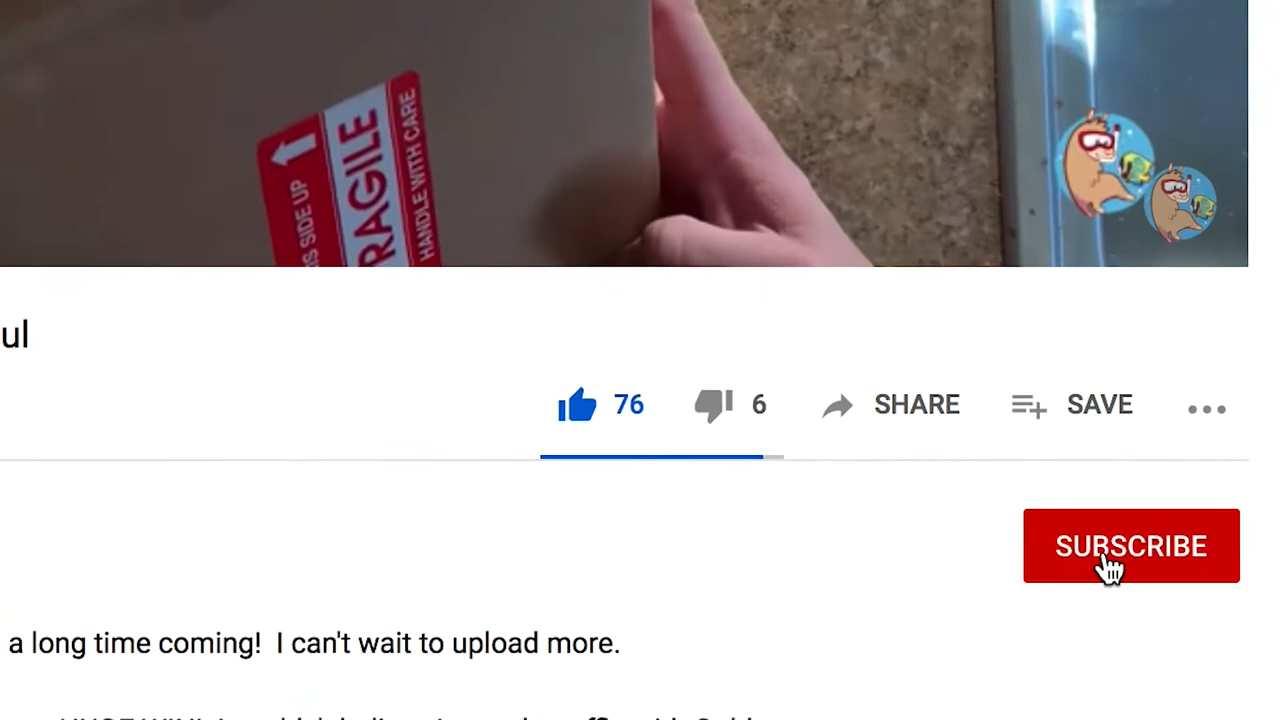 FRAGILE
HANDLE WITH CARE
SIDE UP
ul
76 6 SHARE SAVE
SUBSCRIBE
a long time coming! I can't wait to upload more.